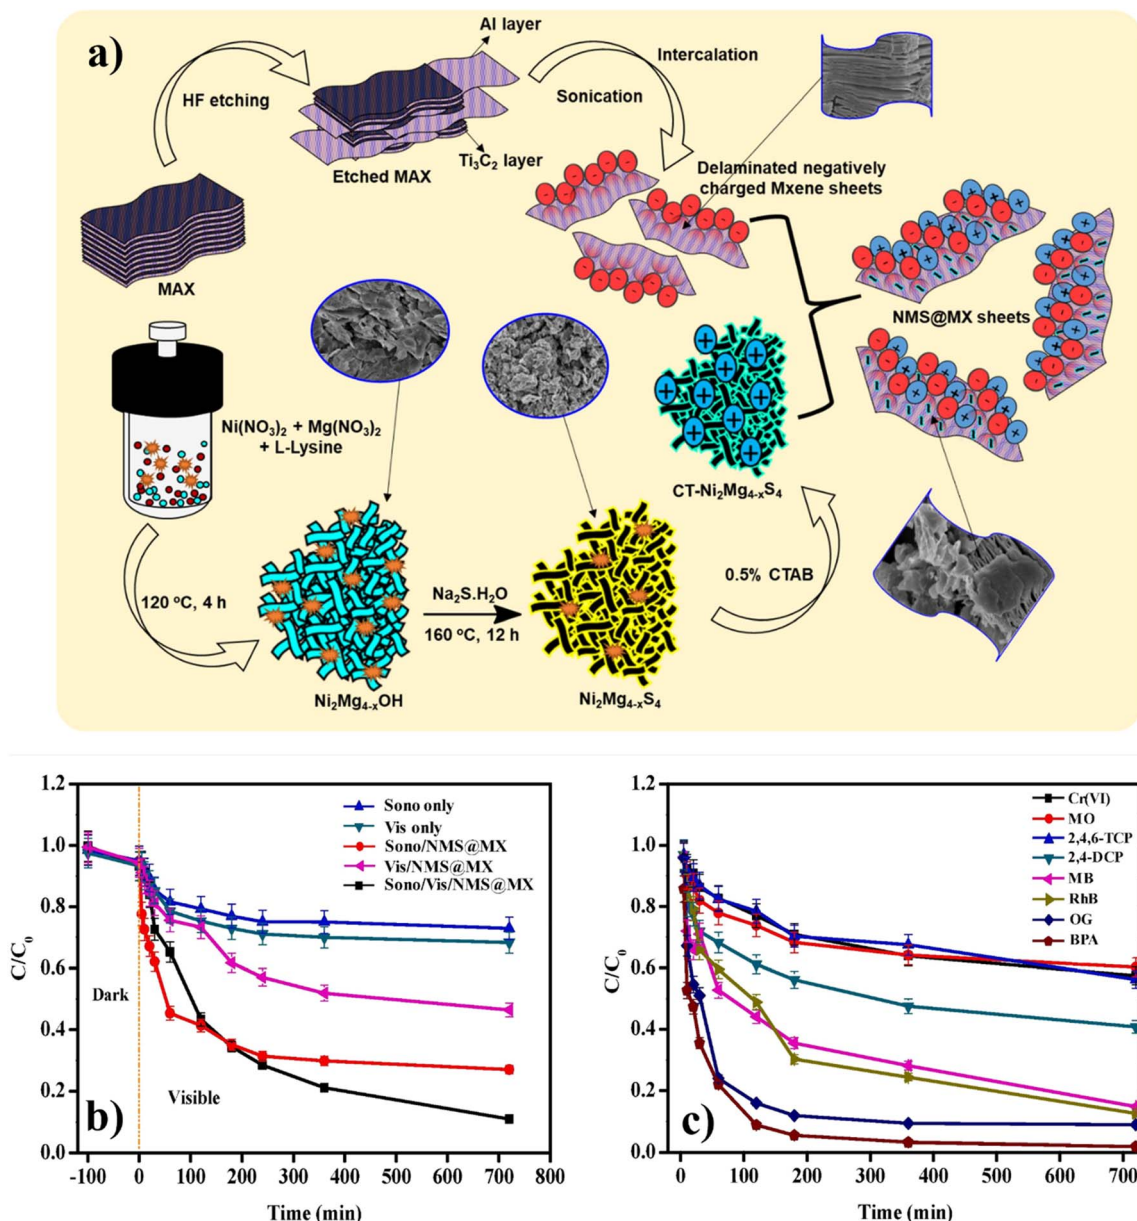 a)
Al layer
HF etching
Intercalation
Sonication
Ti₃C₂ layer
Etched MAX
Delaminated negatively
charged Mxene sheets
MAX
NMS@MX sheets
Ni(NO₃)₂ + Mg(NO₃)₂
+ L-Lysine
CT-Ni₂Mg₄₋ₓS₄
120 °C, 4 h
Na₂S.H₂O
160 °C, 12 h
0.5% CTAB
Ni₂Mg₄₋ₓOH
Ni₂Mg₄₋ₓS₄
b)
C/C₀
1.2
1.0
0.8
0.6
0.4
0.2
0.0
Sono only
Vis only
Sono/NMS@MX
Vis/NMS@MX
Sono/Vis/NMS@MX
Dark
Visible
-100 0 100 200 300 400 500 600 700 800
Time (min)
c)
C/C₀
1.2
1.0
0.8
0.6
0.4
0.2
0.0
Cr(VI)
MO
2,4,6-TCP
2,4-DCP
MB
RhB
OG
BPA
0 100 200 300 400 500 600 700
Time (min)